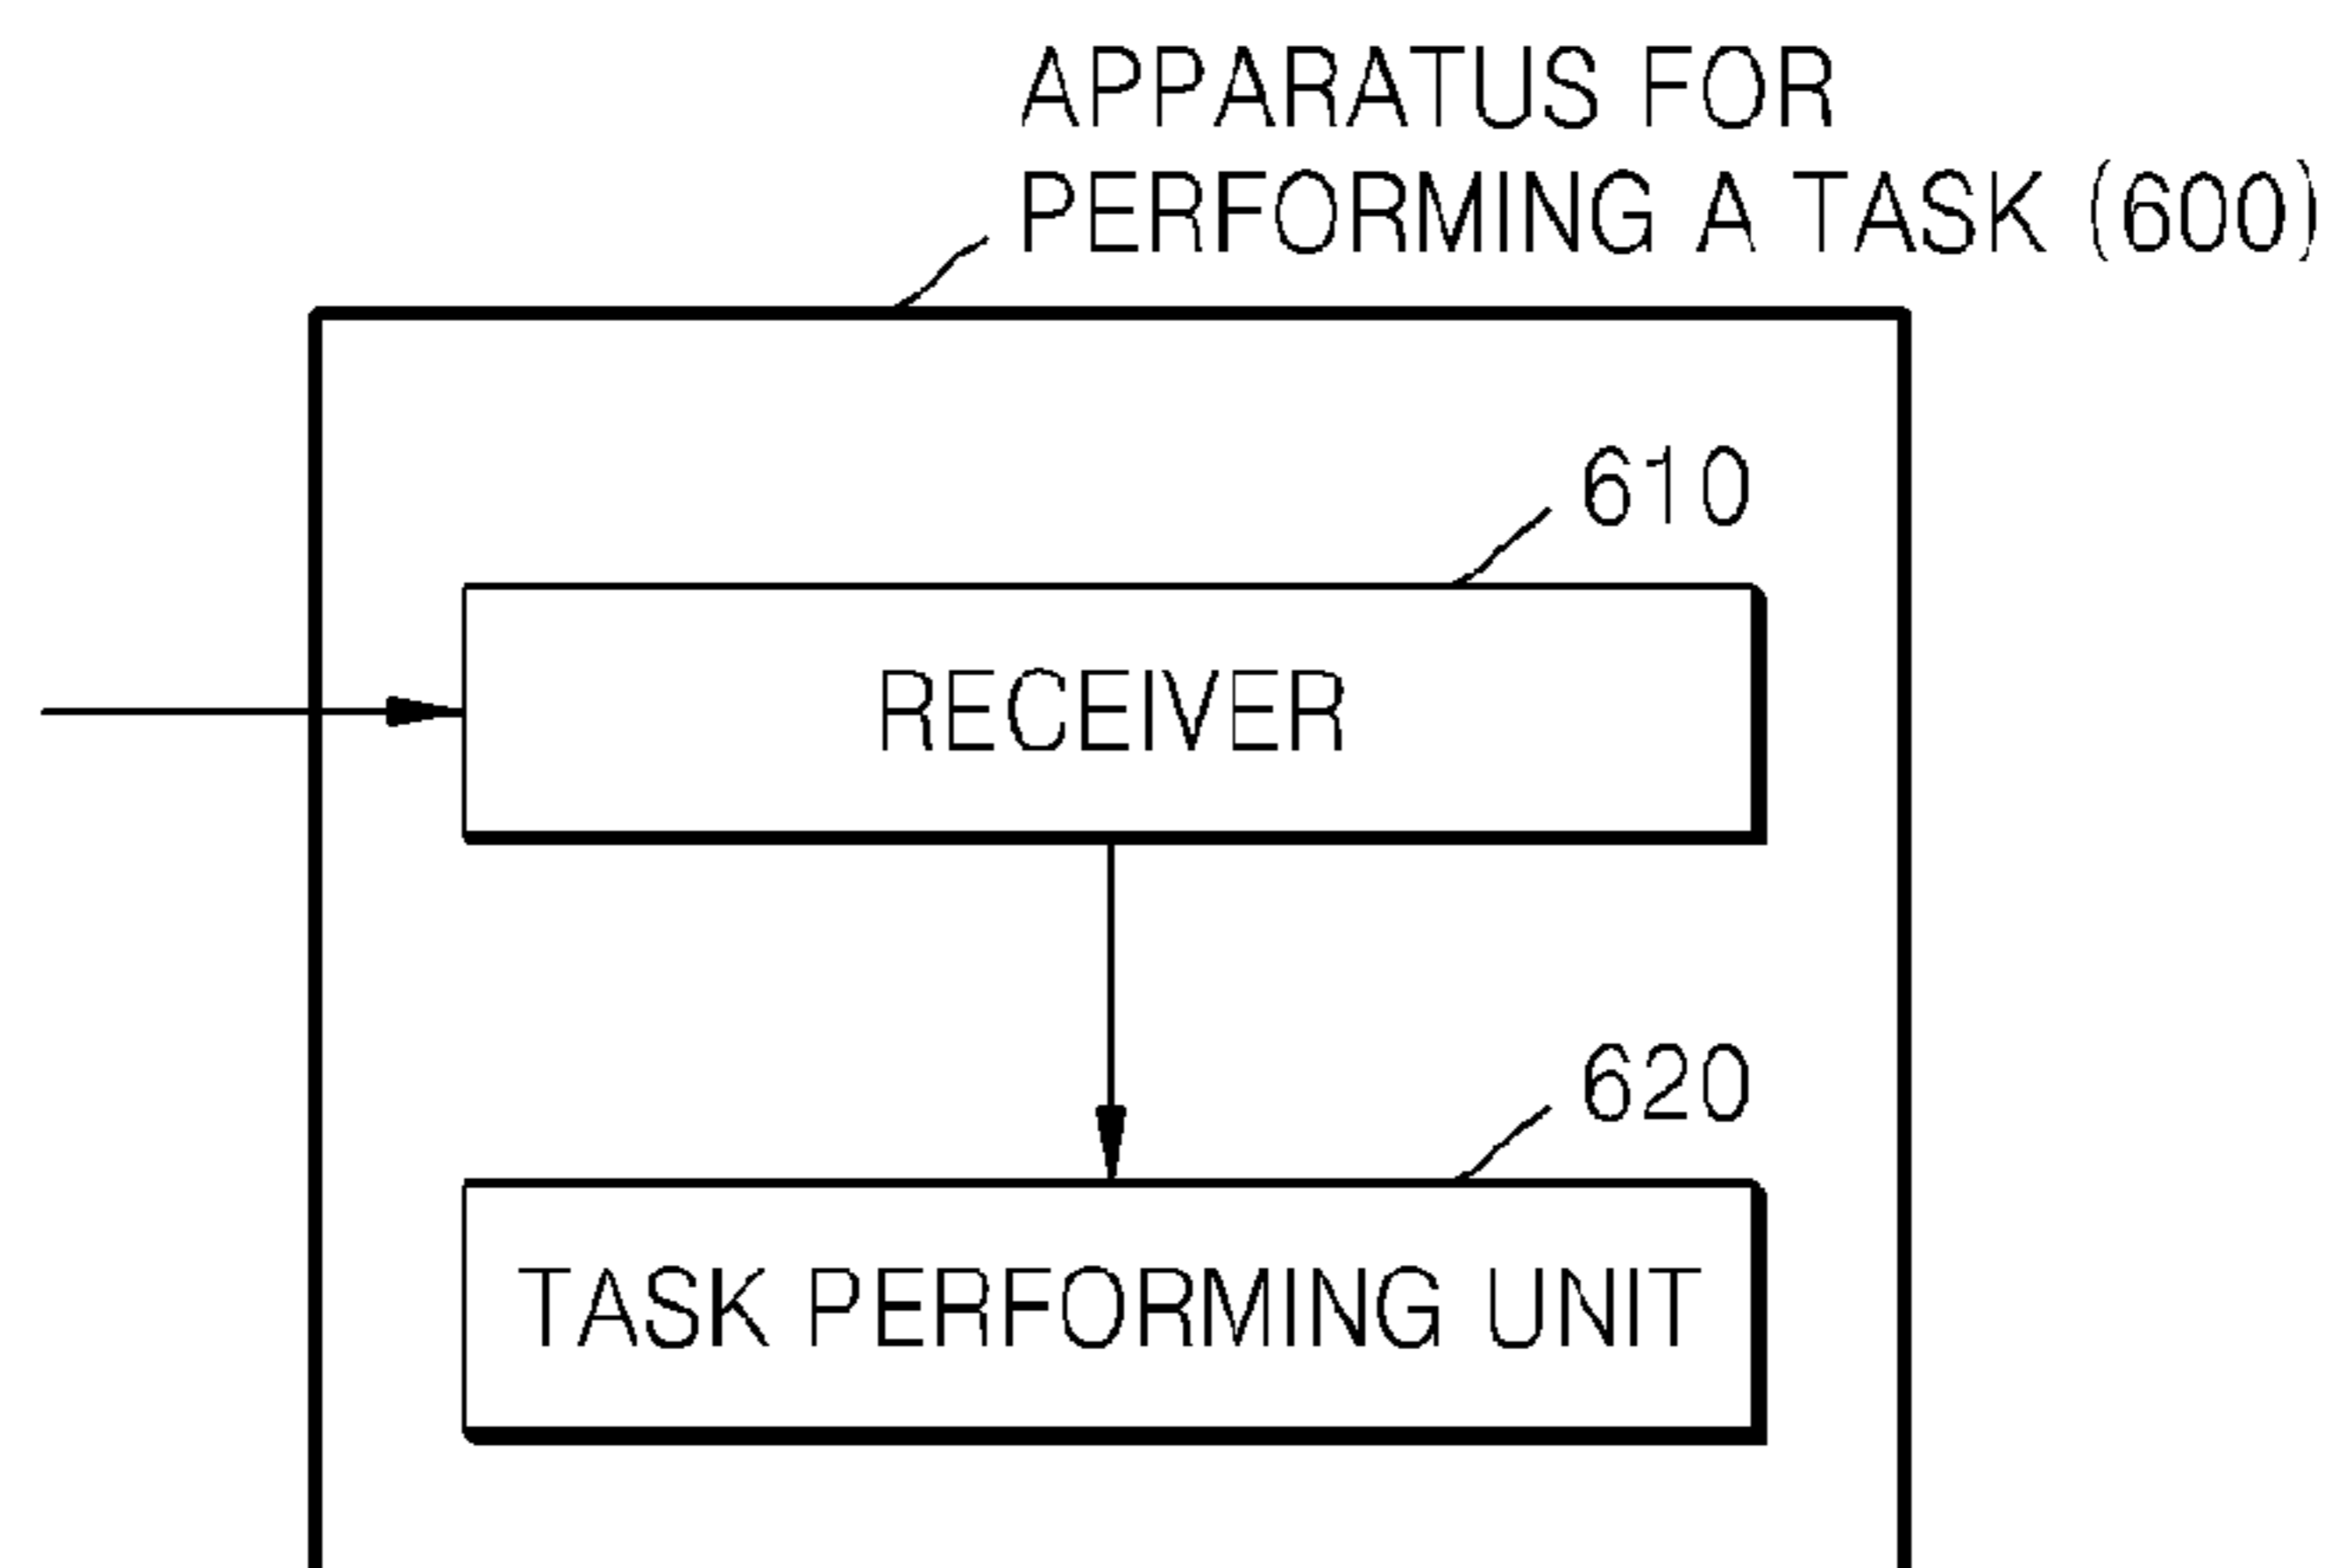 APPARATUS FOR
PERFORMING A TASK (600)
610
RECEIVER
620
TASK PERFORMING UNIT